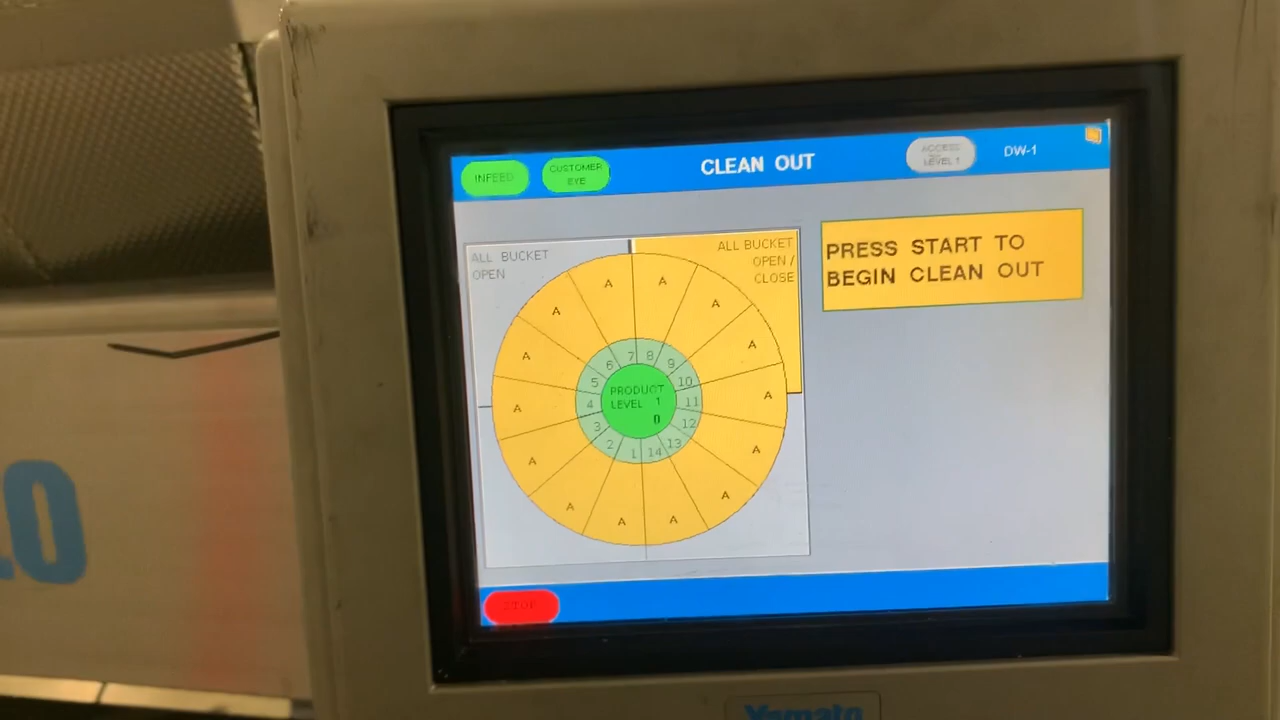 INFEED
CUSTOMER
EYE
CLEAN OUT
ACCESS
LEVEL 1
DW-1
ALL BUCKET
OPEN
ALL BUCKET
OPEN /
CLOSE
PRESS START TO
BEGIN CLEAN OUT
A
A
A
A
A
A
A
A
A
A
A
A
A
A
1
2
3
4
5
6
7
8
9
10
11
12
13
14
PRODUCT
LEVEL 1
0
STOP
Yamato